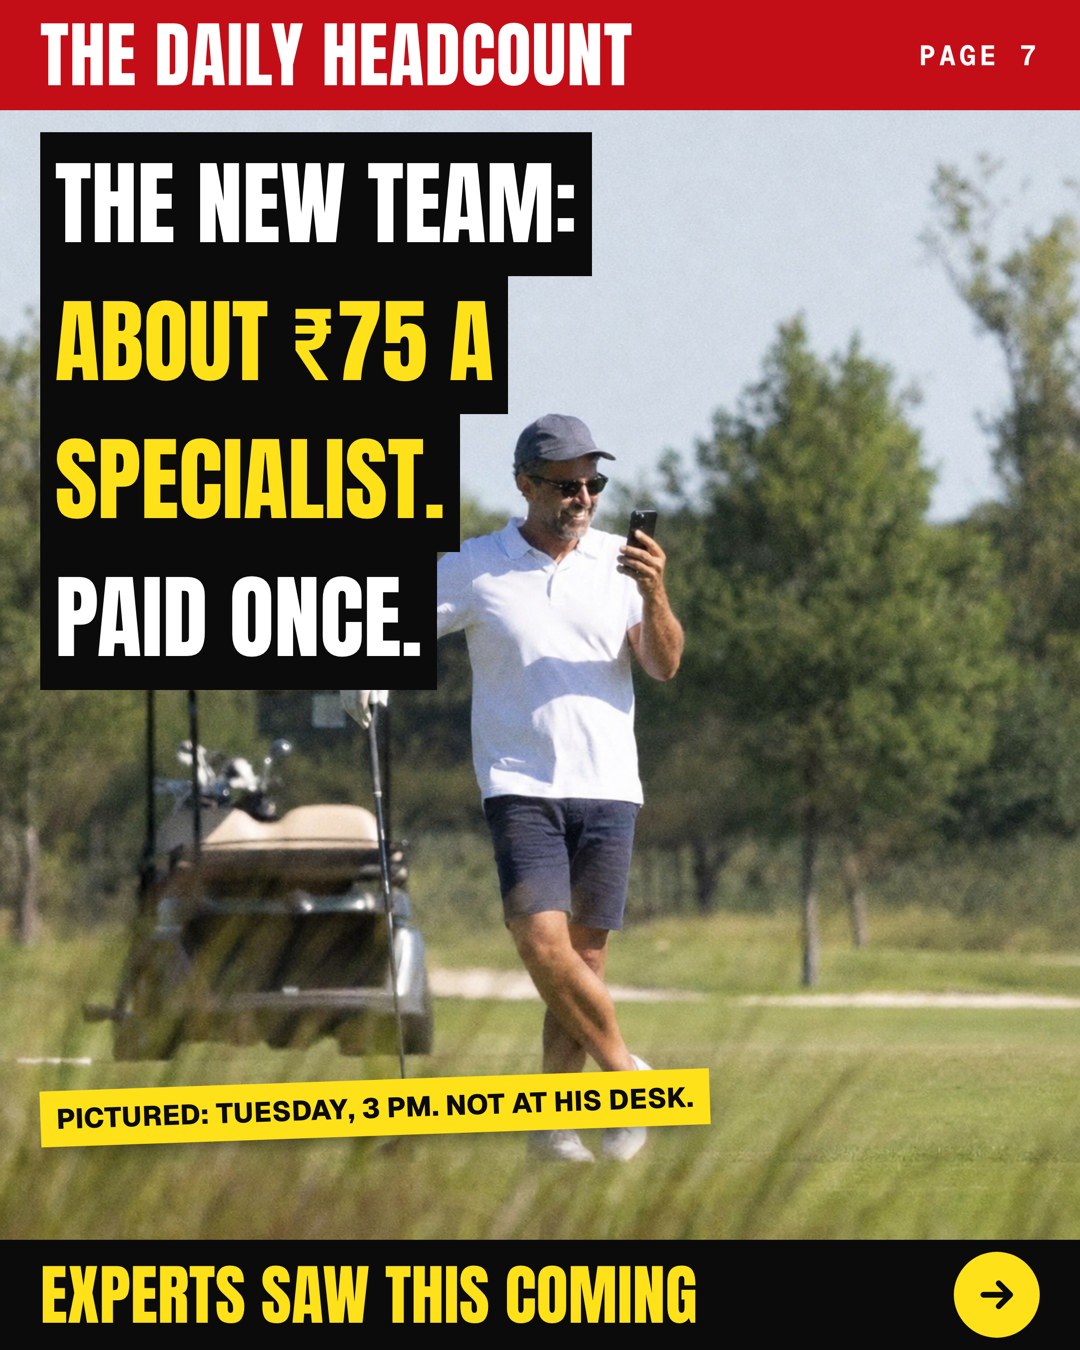 THE DAILY HEADCOUNT
PAGE 7
THE NEW TEAM:
ABOUT ₹75 A
SPECIALIST.
PAID ONCE.
PICTURED: TUESDAY, 3 PM. NOT AT HIS DESK.
EXPERTS SAW THIS COMING